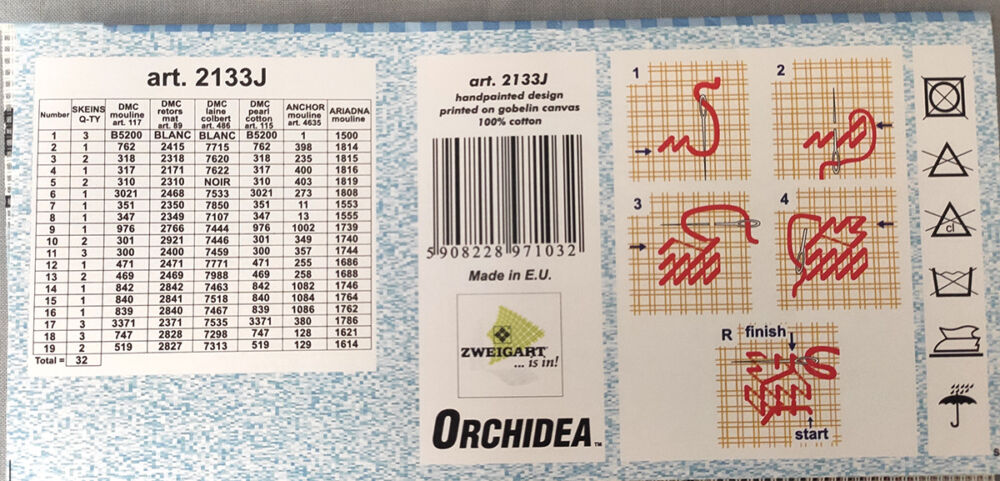 art. 2133J
Number SKEINS Q-TY DMC mouline art. 117 DMC retors mat art. 89 DMC laine colbert art. 486 DMC pearl cotton art. 115 ANCHOR mouline art. 4635 ARIADNA mouline
1 3 B5200 BLANC BLANC B5200 1 1500
2 1 762 2415 7715 762 398 1814
3 2 318 2318 7620 318 235 1815
4 1 317 2171 7622 317 400 1816
5 2 310 2310 NOIR 310 403 1819
6 1 3021 2468 7533 3021 273 1808
7 1 351 2350 7850 351 11 1553
8 1 347 2349 7107 347 13 1555
9 1 976 2766 7444 976 1002 1739
10 2 301 2921 7446 301 349 1740
11 3 300 2400 7459 300 357 1744
12 1 471 2471 7771 471 255 1686
13 2 469 2469 7988 469 258 1688
14 1 842 2842 7463 842 1082 1746
15 1 840 2841 7518 840 1084 1764
16 1 839 2840 7467 839 1086 1762
17 3 3371 2371 7535 3371 380 1786
18 3 747 2828 7298 747 128 1621
19 2 519 2827 7313 519 129 1614
Total = 32
art. 2133J
handpainted design
printed on gobelin canvas
100% cotton
5 908228 971032
Made in E.U.
ZWEIGART
... is in!
ORCHIDEA™
1
2
3
4
R finish
start
cl